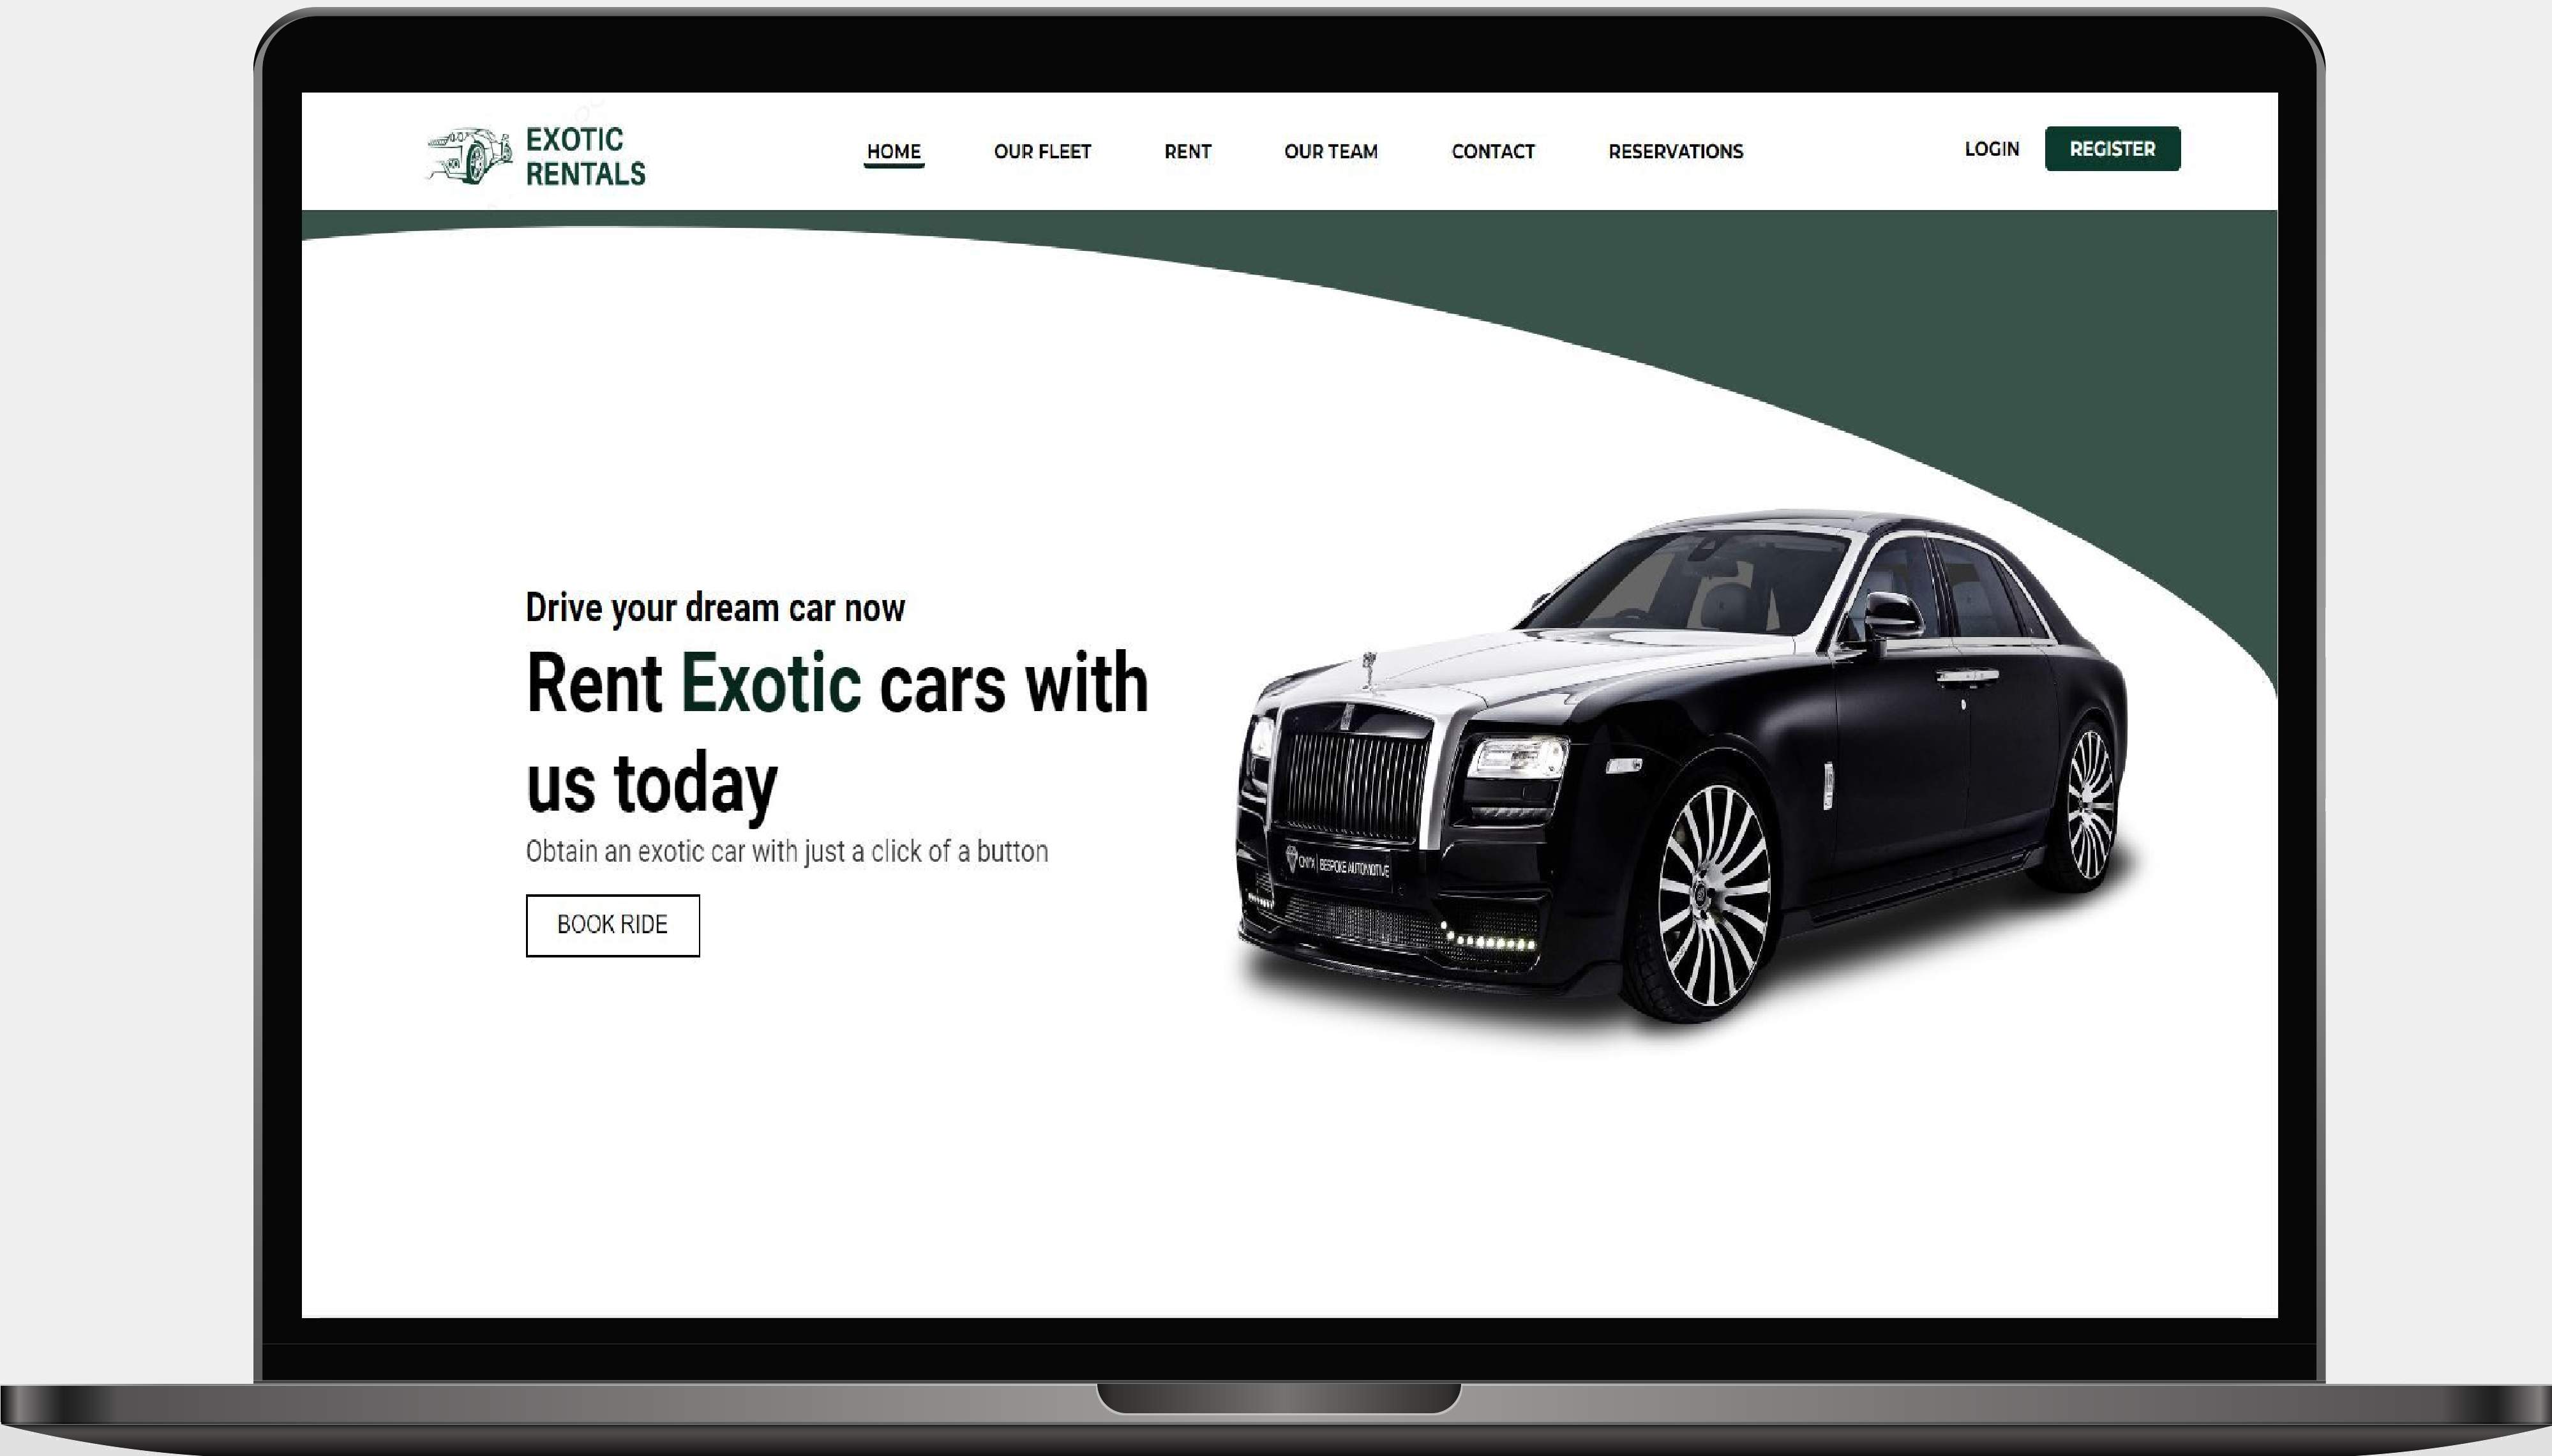 EXOTIC
RENTALS
HOME
OUR FLEET
RENT
OUR TEAM
CONTACT
RESERVATIONS
LOGIN
REGISTER
Drive your dream car now
Rent Exotic cars with
us today
Obtain an exotic car with just a click of a button
BOOK RIDE
ONYX | BESPOKE AUTOMOTIVE